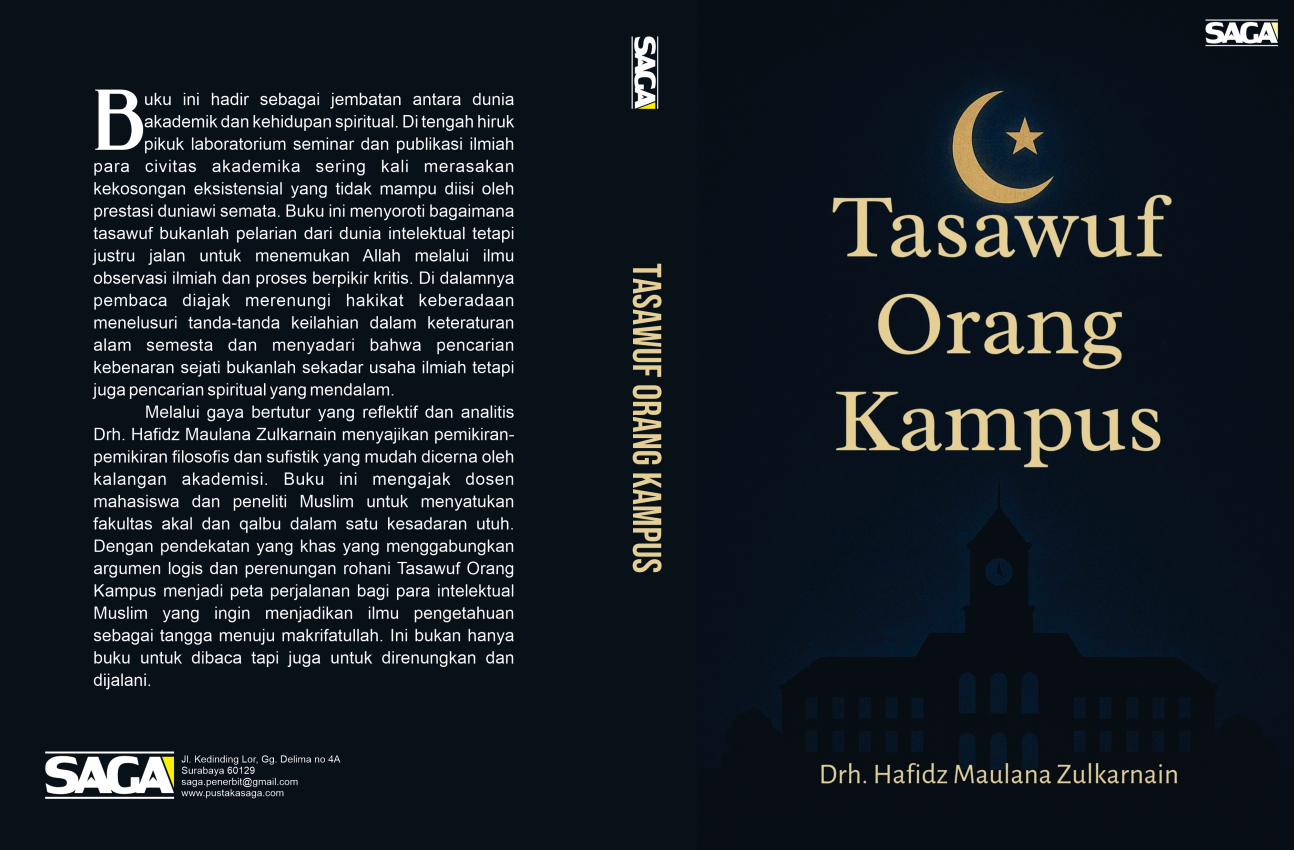 Buku ini hadir sebagai jembatan antara dunia
akademik dan kehidupan spiritual. Di tengah hiruk
pikuk laboratorium seminar dan publikasi ilmiah
para civitas akademika sering kali merasakan
kekosongan eksistensial yang tidak mampu diisi oleh
prestasi duniawi semata. Buku ini menyoroti bagaimana
tasawuf bukanlah pelarian dari dunia intelektual tetapi
justru jalan untuk menemukan Allah melalui ilmu
observasi ilmiah dan proses berpikir kritis. Di dalamnya
pembaca diajak merenungi hakikat keberadaan
menelusuri tanda-tanda keilahian dalam keteraturan
alam semesta dan menyadari bahwa pencarian
kebenaran sejati bukanlah sekadar usaha ilmiah tetapi
juga pencarian spiritual yang mendalam.
Melalui gaya bertutur yang reflektif dan analitis
Drh. Hafidz Maulana Zulkarnain menyajikan pemikiran-
pemikiran filosofis dan sufistik yang mudah dicerna oleh
kalangan akademisi. Buku ini mengajak dosen
mahasiswa dan peneliti Muslim untuk menyatukan
fakultas akal dan qalbu dalam satu kesadaran utuh.
Dengan pendekatan yang khas yang menggabungkan
argumen logis dan perenungan rohani Tasawuf Orang
Kampus menjadi peta perjalanan bagi para intelektual
Muslim yang ingin menjadikan ilmu pengetahuan
sebagai tangga menuju makrifatullah. Ini bukan hanya
buku untuk dibaca tapi juga untuk direnungkan dan
dijalani.
SAGA
Jl. Kedinding Lor, Gg. Delima no 4A
Surabaya 60129
saga.penerbit@gmail.com
www.pustakasaga.com
SAGA
TASAWUF ORANG KAMPUS
SAGA
Tasawuf
Orang
Kampus
Drh. Hafidz Maulana Zulkarnain